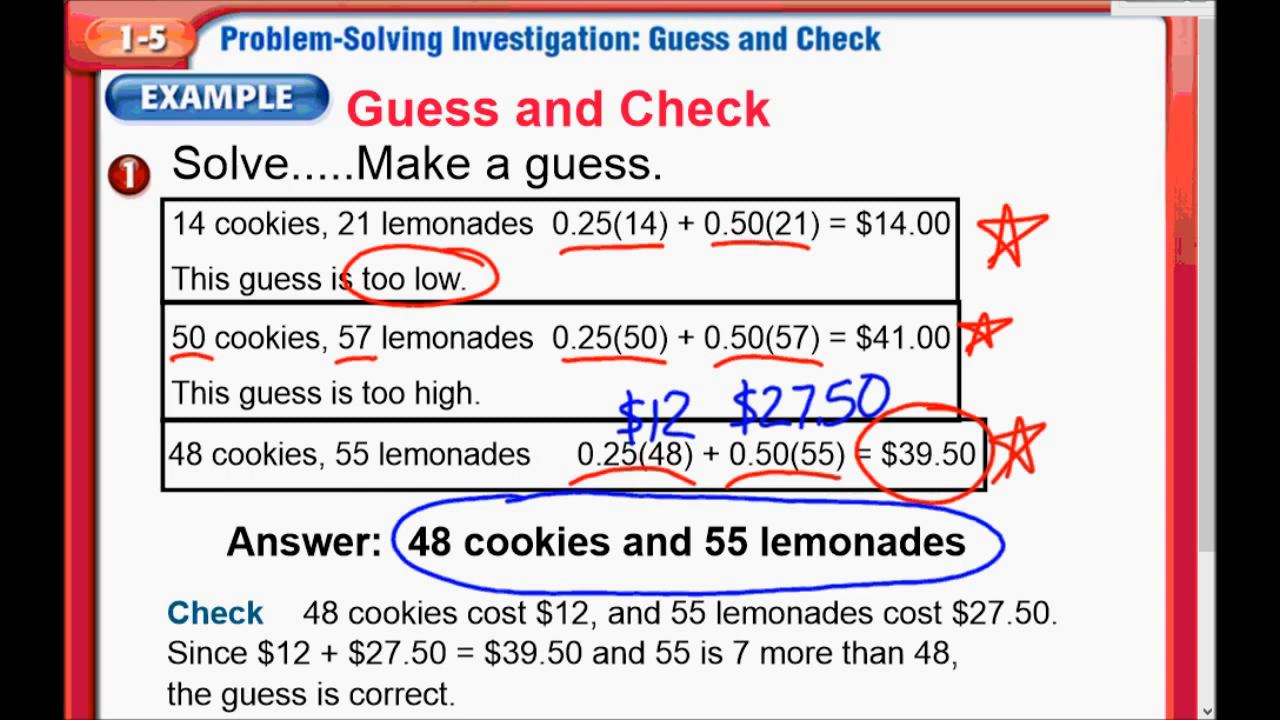 1-5 Problem-Solving Investigation: Guess and Check
EXAMPLE Guess and Check
1 Solve.....Make a guess.
14 cookies, 21 lemonades 0.25(14) + 0.50(21) = $14.00
This guess is too low.
50 cookies, 57 lemonades 0.25(50) + 0.50(57) = $41.00
This guess is too high.
$12 $27.50
48 cookies, 55 lemonades 0.25(48) + 0.50(55) = $39.50
Answer: 48 cookies and 55 lemonades
Check 48 cookies cost $12, and 55 lemonades cost $27.50.
Since $12 + $27.50 = $39.50 and 55 is 7 more than 48,
the guess is correct.